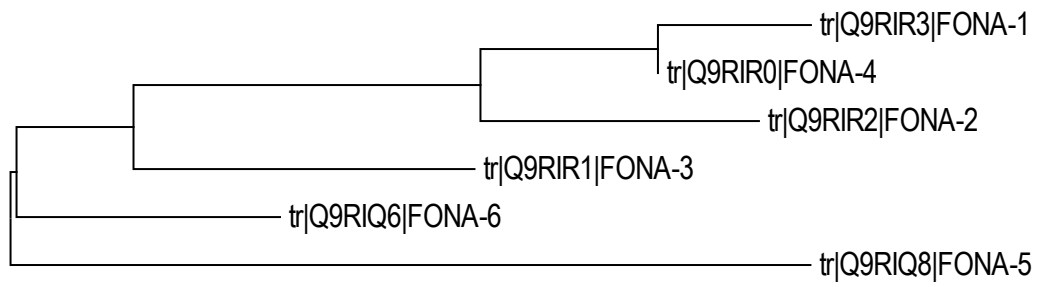 tr|Q9RIR3|FONA-1
tr|Q9RIR0|FONA-4
tr|Q9RIR2|FONA-2
tr|Q9RIR1|FONA-3
tr|Q9RIQ6|FONA-6
tr|Q9RIQ8|FONA-5